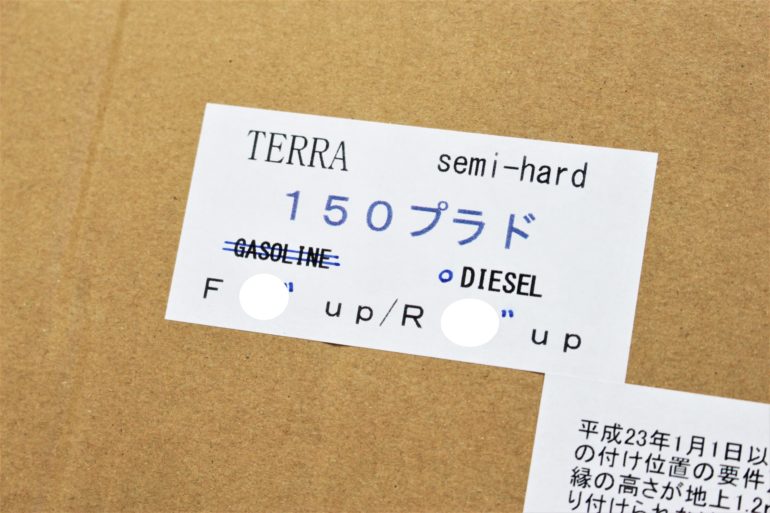 TERRA semi-hard
150プラド
GASOLINE ○DIESEL
F " up/R " up
平成23年1月1日以
の付け位置の要件
縁の高さが地上1.2m
り付けられ